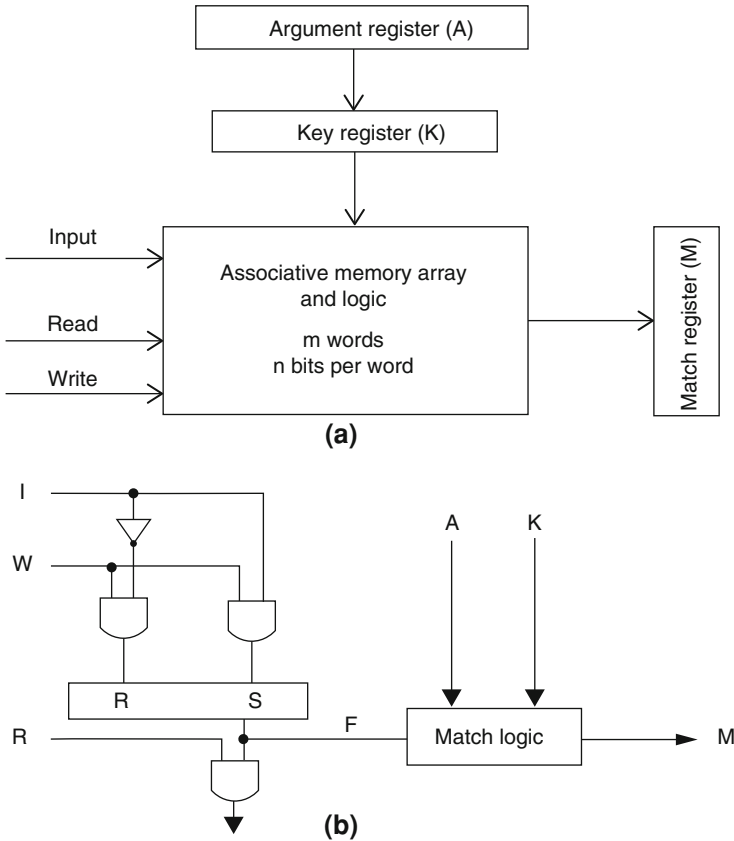 Argument register (A)
Key register (K)
Input
Read
Write
Associative memory array
and logic
m words
n bits per word
Match register (M)
(a)
I
W
A
K
R
S
R
F
Match logic
M
(b)